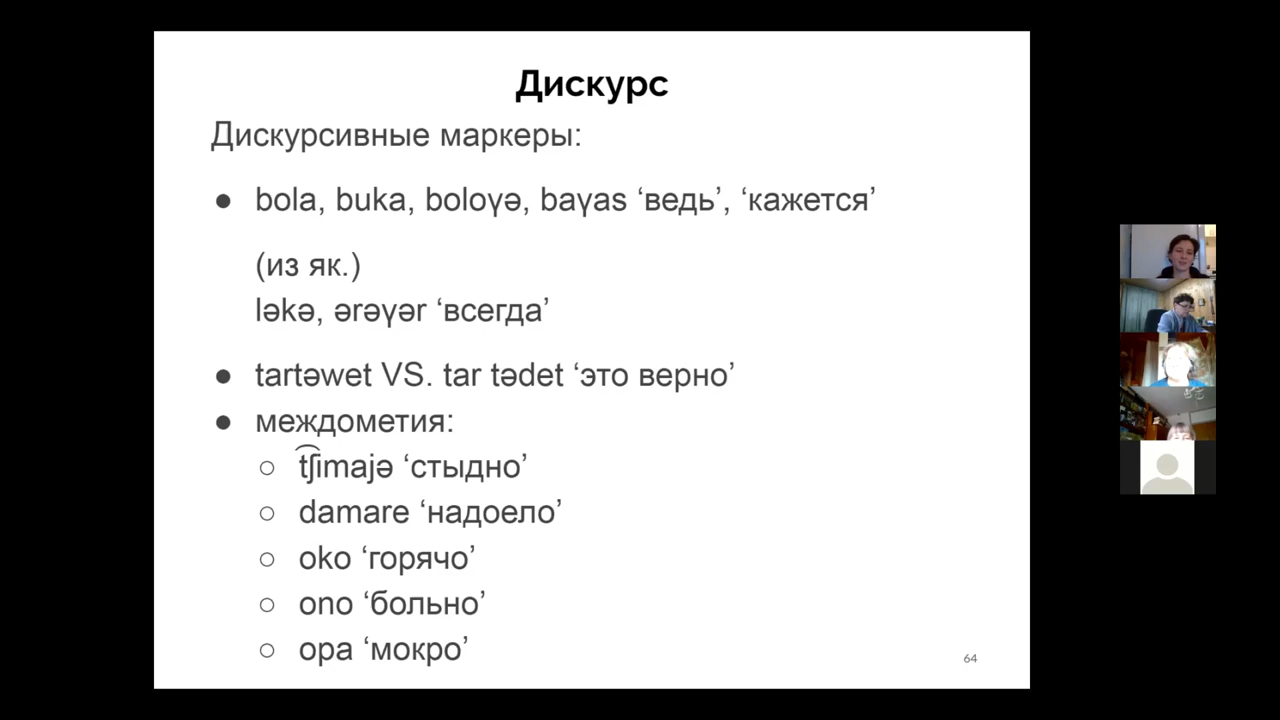 Дискурс
Дискурсивные маркеры:
● bola, buka, boloɣə, baɣas ‘ведь’, ‘кажется’
(из як.)
ləkə, ərəɣər ‘всегда’
● tartəwet VS. tar tədet ‘это верно’
● междометия:
○ t͡ʃimajə ‘стыдно’
○ damare ‘надоело’
○ oko ‘горячо’
○ ono ‘больно’
○ opa ‘мокро’
64